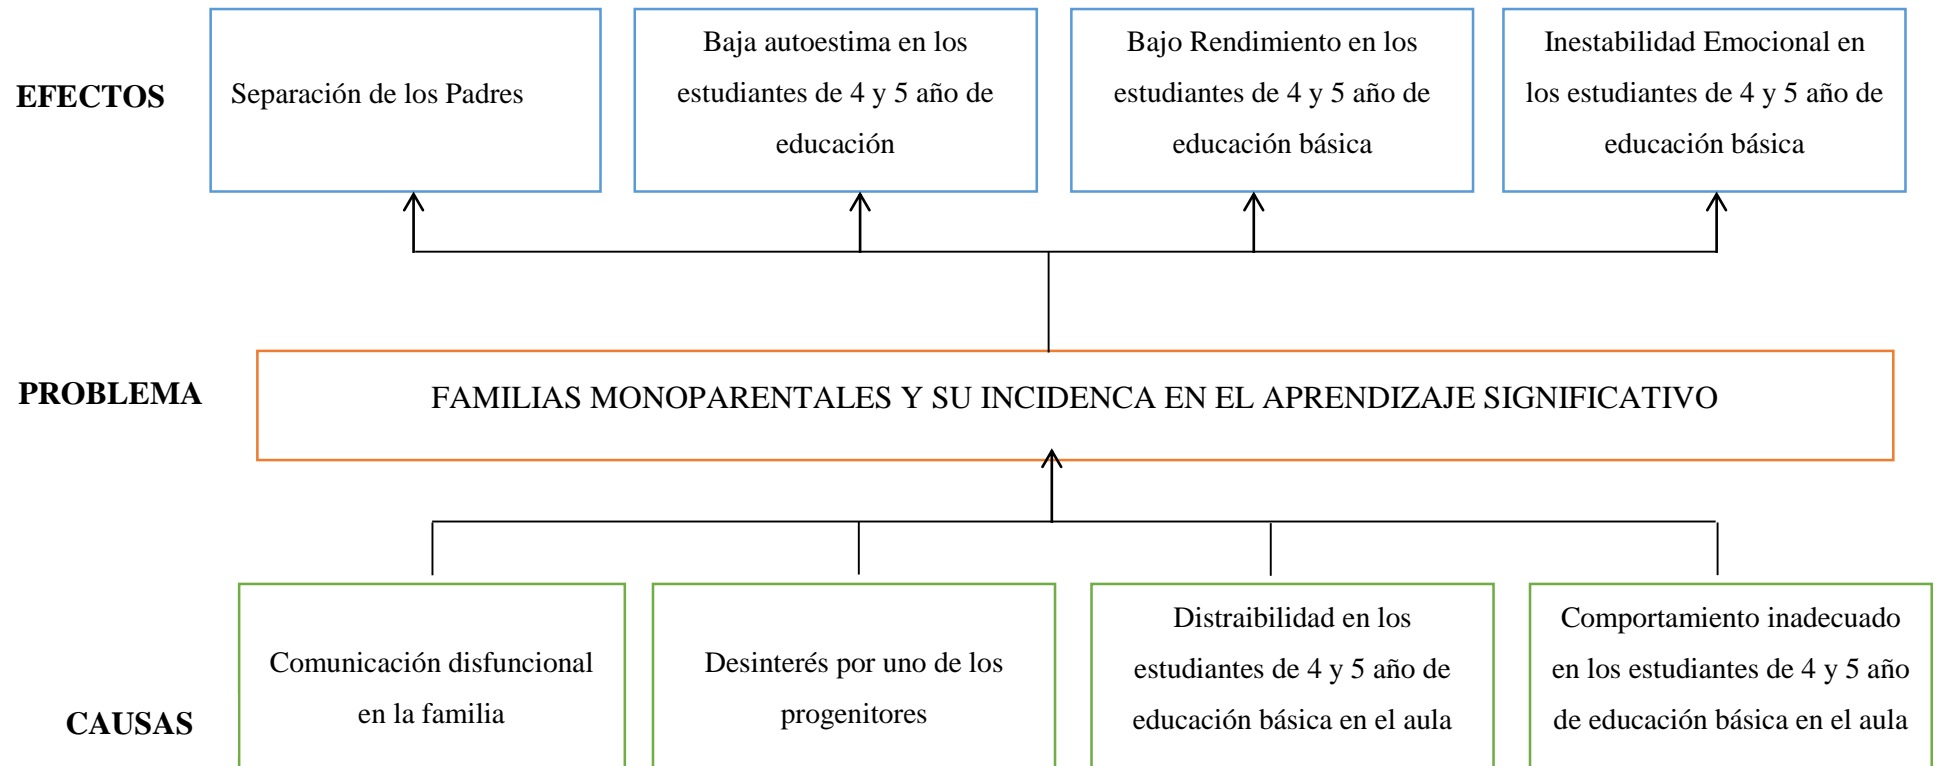 EFECTOS
Separación de los Padres
Baja autoestima en los
estudiantes de 4 y 5 año de
educación
Bajo Rendimiento en los
estudiantes de 4 y 5 año de
educación básica
Inestabilidad Emocional en
los estudiantes de 4 y 5 año de
educación básica
PROBLEMA
FAMILIAS MONOPARENTALES Y SU INCIDENCA EN EL APRENDIZAJE SIGNIFICATIVO
CAUSAS
Comunicación disfuncional
en la familia
Desinterés por uno de los
progenitores
Distraibilidad en los
estudiantes de 4 y 5 año de
educación básica en el aula
Comportamiento inadecuado
en los estudiantes de 4 y 5 año
de educación básica en el aula